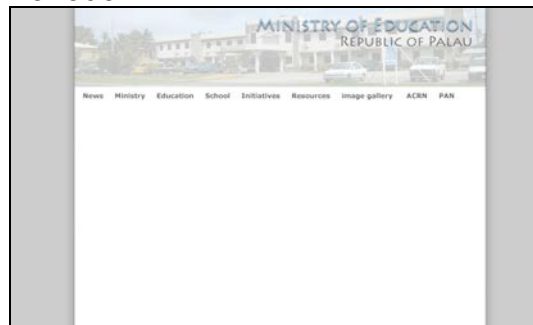 MINISTRY OF EDUCATION
REPUBLIC OF PALAU
News Ministry Education School Initiatives Resources image gallery ACRN PAN